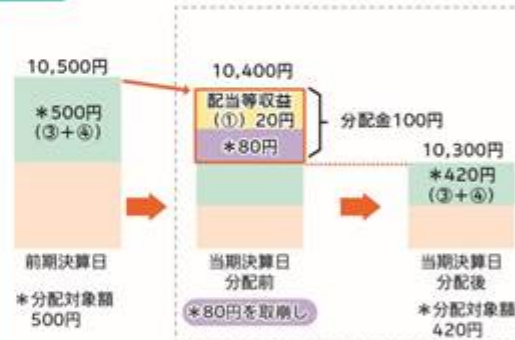 10,500円
＊500円
(③＋④)
前期決算日
＊分配対象額
500円
10,400円
配当等収益
(①) 20円
＊80円
分配金100円
当期決算日
分配前
＊80円を取崩し
10,300円
＊420円
(③＋④)
当期決算日
分配後
＊分配対象額
420円